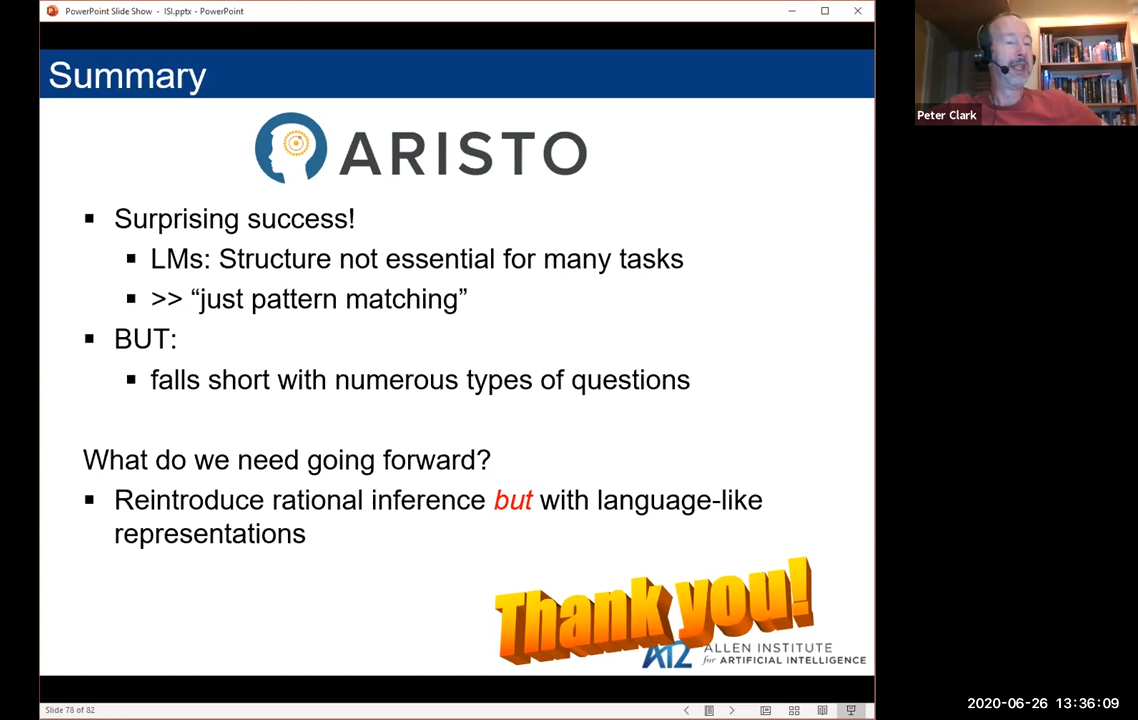 PowerPoint Slide Show - ISI.pptx - PowerPoint
Summary
ARISTO
Peter Clark
▪ Surprising success!
▪ LMs: Structure not essential for many tasks
▪ >> “just pattern matching”
▪ BUT:
▪ falls short with numerous types of questions
What do we need going forward?
▪ Reintroduce rational inference but with language-like
representations
Thank you!
AI2 ALLEN INSTITUTE
for ARTIFICIAL INTELLIGENCE
Slide 78 of 82
2020-06-26 13:36:09